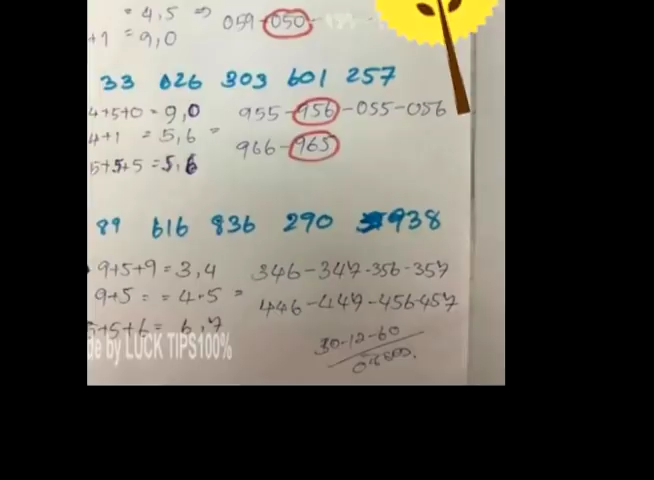 = 4,5 ⇒ 059-050-
+1 = 9,0
33 026 303 601 257
4+5+0 = 9,0 955-956-055-056
4+1 = 5,6 =
966-965
5+5+5 = 5,6
89 616 836 290 938
9+5+9 = 3,4 346-347-356-357
9+5 = = 4,5 = 446-447-456-457
5+5+6 = 6,7
30-12-60
de by LUCK TIPS100%